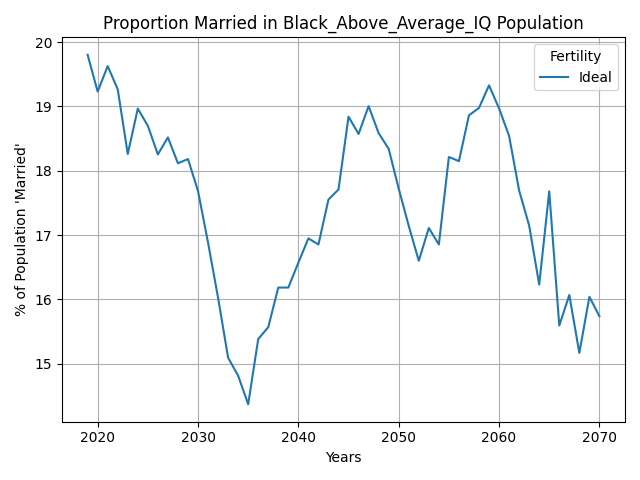 Proportion Married in Black_Above_Average_IQ Population
% of Population 'Married'
20
19
18
17
16
15
Fertility
Ideal
2020 2030 2040 2050 2060 2070
Years